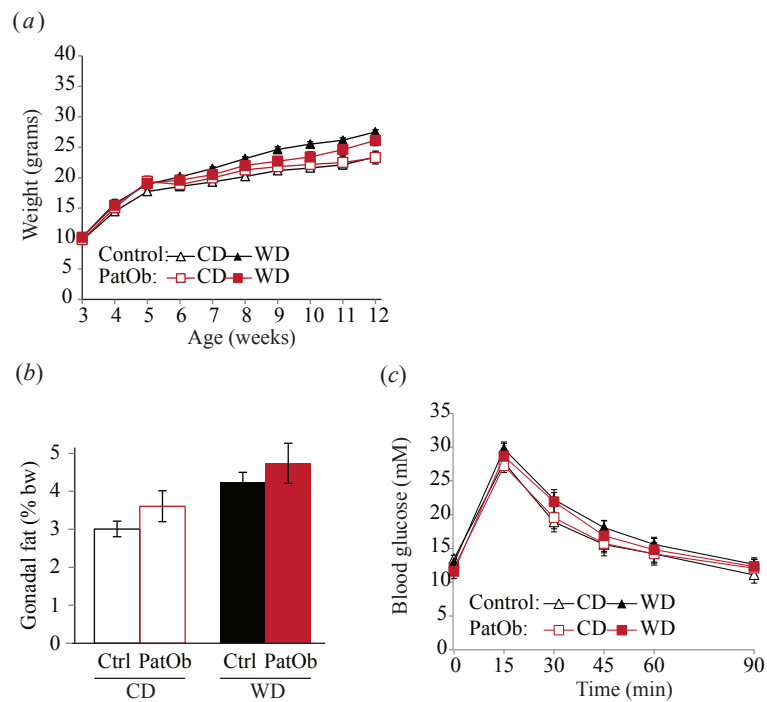 (a)
40
35
30
25
20
15
10
5
0
Weight (grams)
Control: CD WD
PatOb: CD WD
3 4 5 6 7 8 9 10 11 12
Age (weeks)
(b)
5
4
3
2
1
0
Gonadal fat (% bw)
Ctrl PatOb Ctrl PatOb
CD WD
(c)
35
30
25
20
15
10
5
0
Blood glucose (mM)
Control: CD WD
PatOb: CD WD
0 15 30 45 60 90
Time (min)